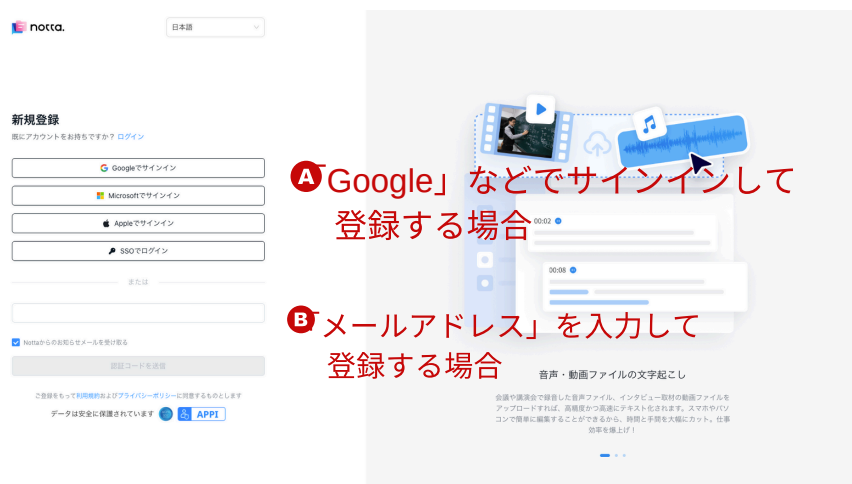 notta.
日本語
新規登録
既にアカウントをお持ちですか？ ログイン
Googleでサインイン
Microsoftでサインイン
Appleでサインイン
SSOでログイン
または
Nottaからのお知らせメールを受け取る
認証コードを送信
ご登録をもって利用規約およびプライバシーポリシーに同意するものとします
データは安全に保護されています
APPI
A
「Google」などでサインインして
登録する場合
00:02
00:08
B
「メールアドレス」を入力して
登録する場合
音声・動画ファイルの文字起こし
会議や講演会で録音した音声ファイル、インタビュー取材の動画ファイルを
アップロードすれば、高精度かつ高速にテキスト化されます。スマホやパソ
コンで簡単に編集することができるから、時間と手間を大幅にカット。仕事
効率を爆上げ！